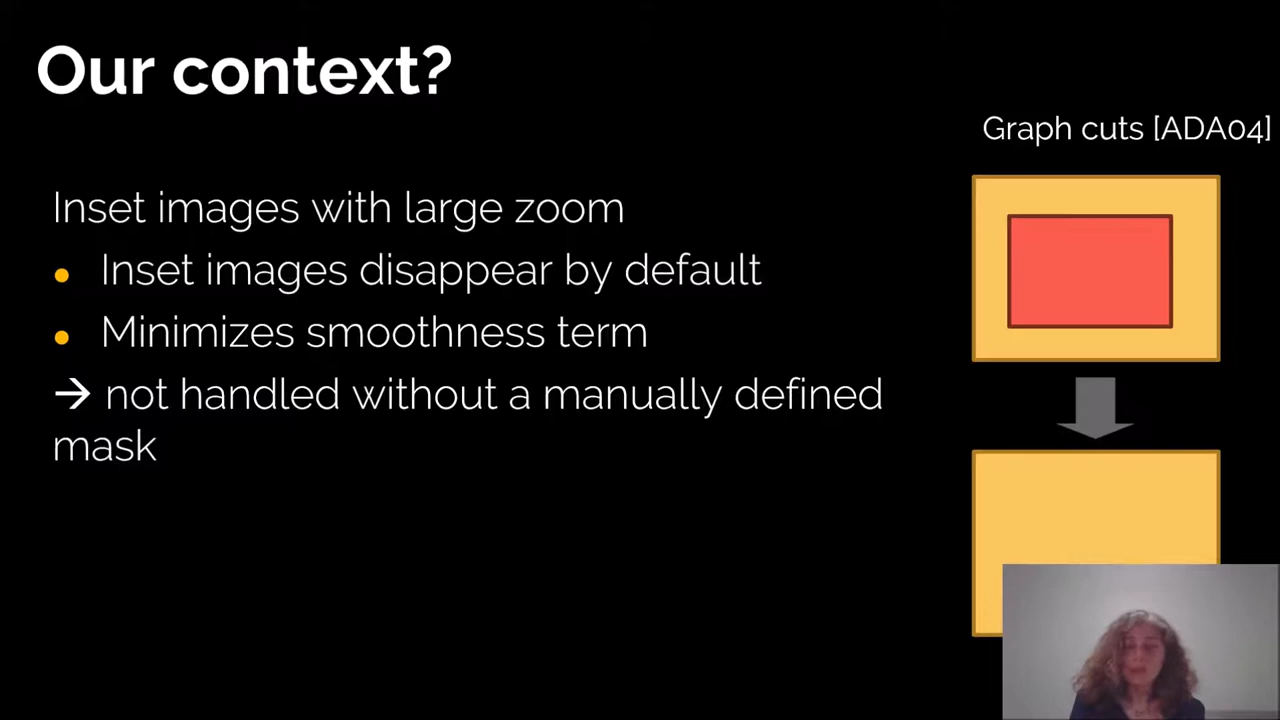 Our context?
Graph cuts [ADA04]
Inset images with large zoom
● Inset images disappear by default
● Minimizes smoothness term
→ not handled without a manually defined
mask